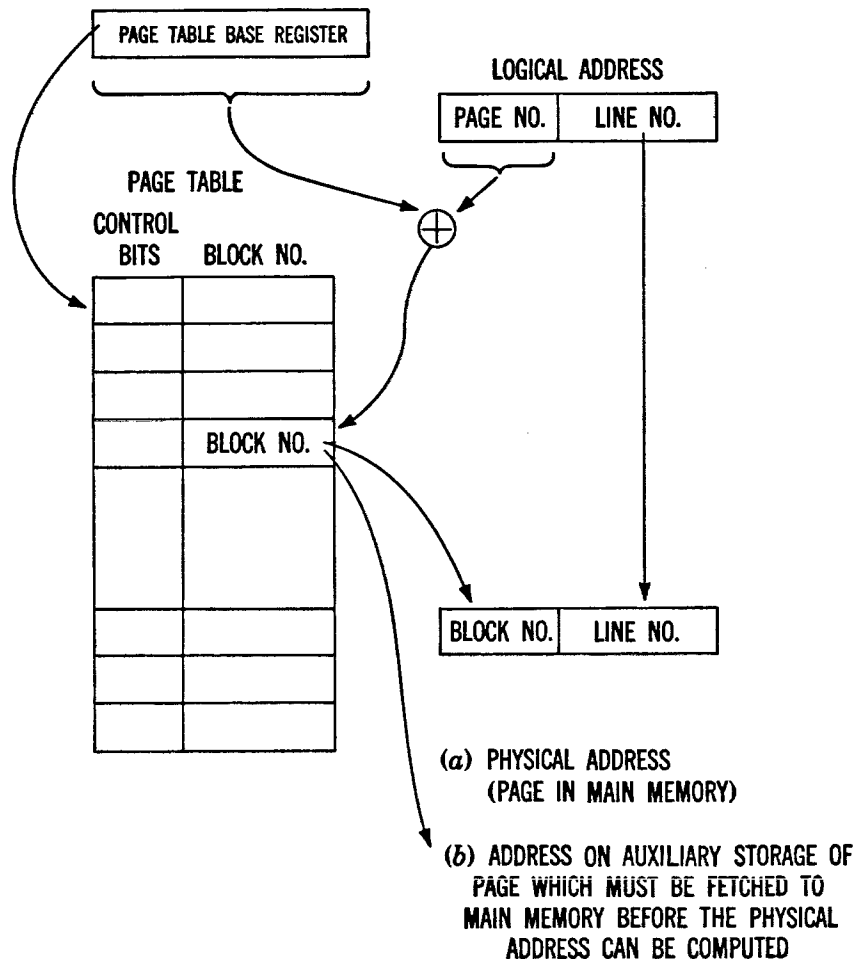 PAGE TABLE BASE REGISTER
LOGICAL ADDRESS
PAGE NO. LINE NO.
PAGE TABLE
CONTROL
BITS BLOCK NO.
BLOCK NO.
BLOCK NO. LINE NO.
(a) PHYSICAL ADDRESS
(PAGE IN MAIN MEMORY)
(b) ADDRESS ON AUXILIARY STORAGE OF
PAGE WHICH MUST BE FETCHED TO
MAIN MEMORY BEFORE THE PHYSICAL
ADDRESS CAN BE COMPUTED